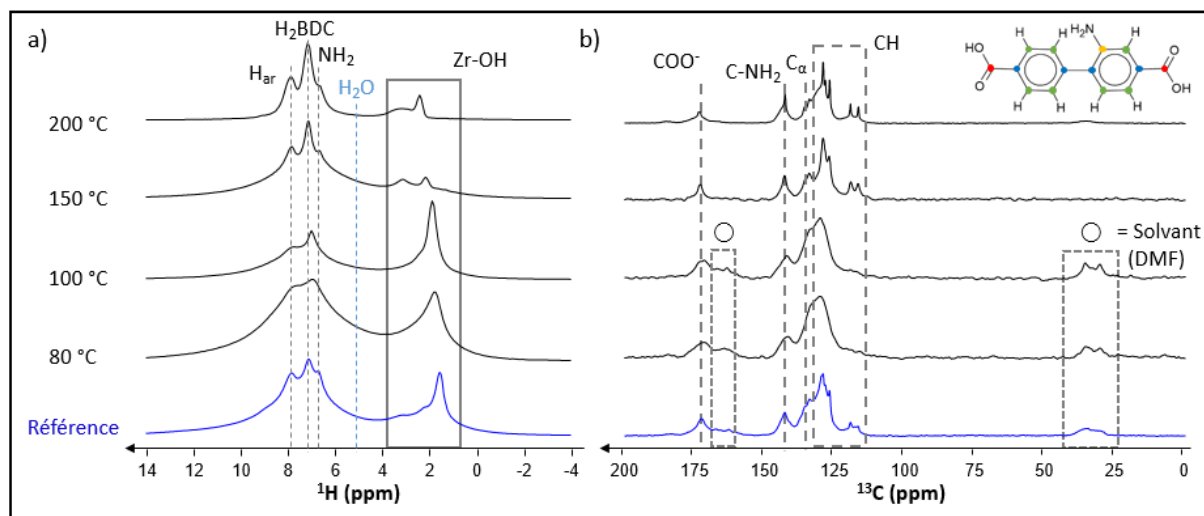 a)
H₂BDC
NH₂
Hₐᵣ
H₂O
Zr-OH
200 °C
150 °C
100 °C
80 °C
Référence
14 12 10 8 6 4 2 0 -2 -4
¹H (ppm)
b)
COO⁻
C-NH₂
Cα
CH
H₂N
H H H
HO
O
O
OH
H H H H
= Solvant
(DMF)
200 175 150 125 100 75 50 25 0
¹³C (ppm)